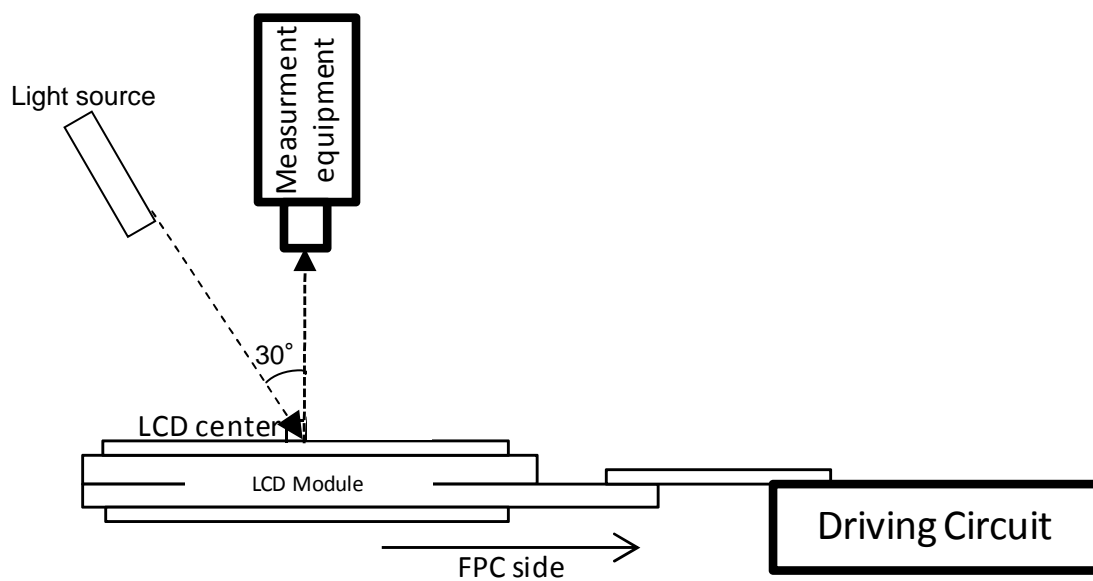 Light source
Measurment
equipment
30°
LCD center
LCD Module
Driving Circuit
FPC side